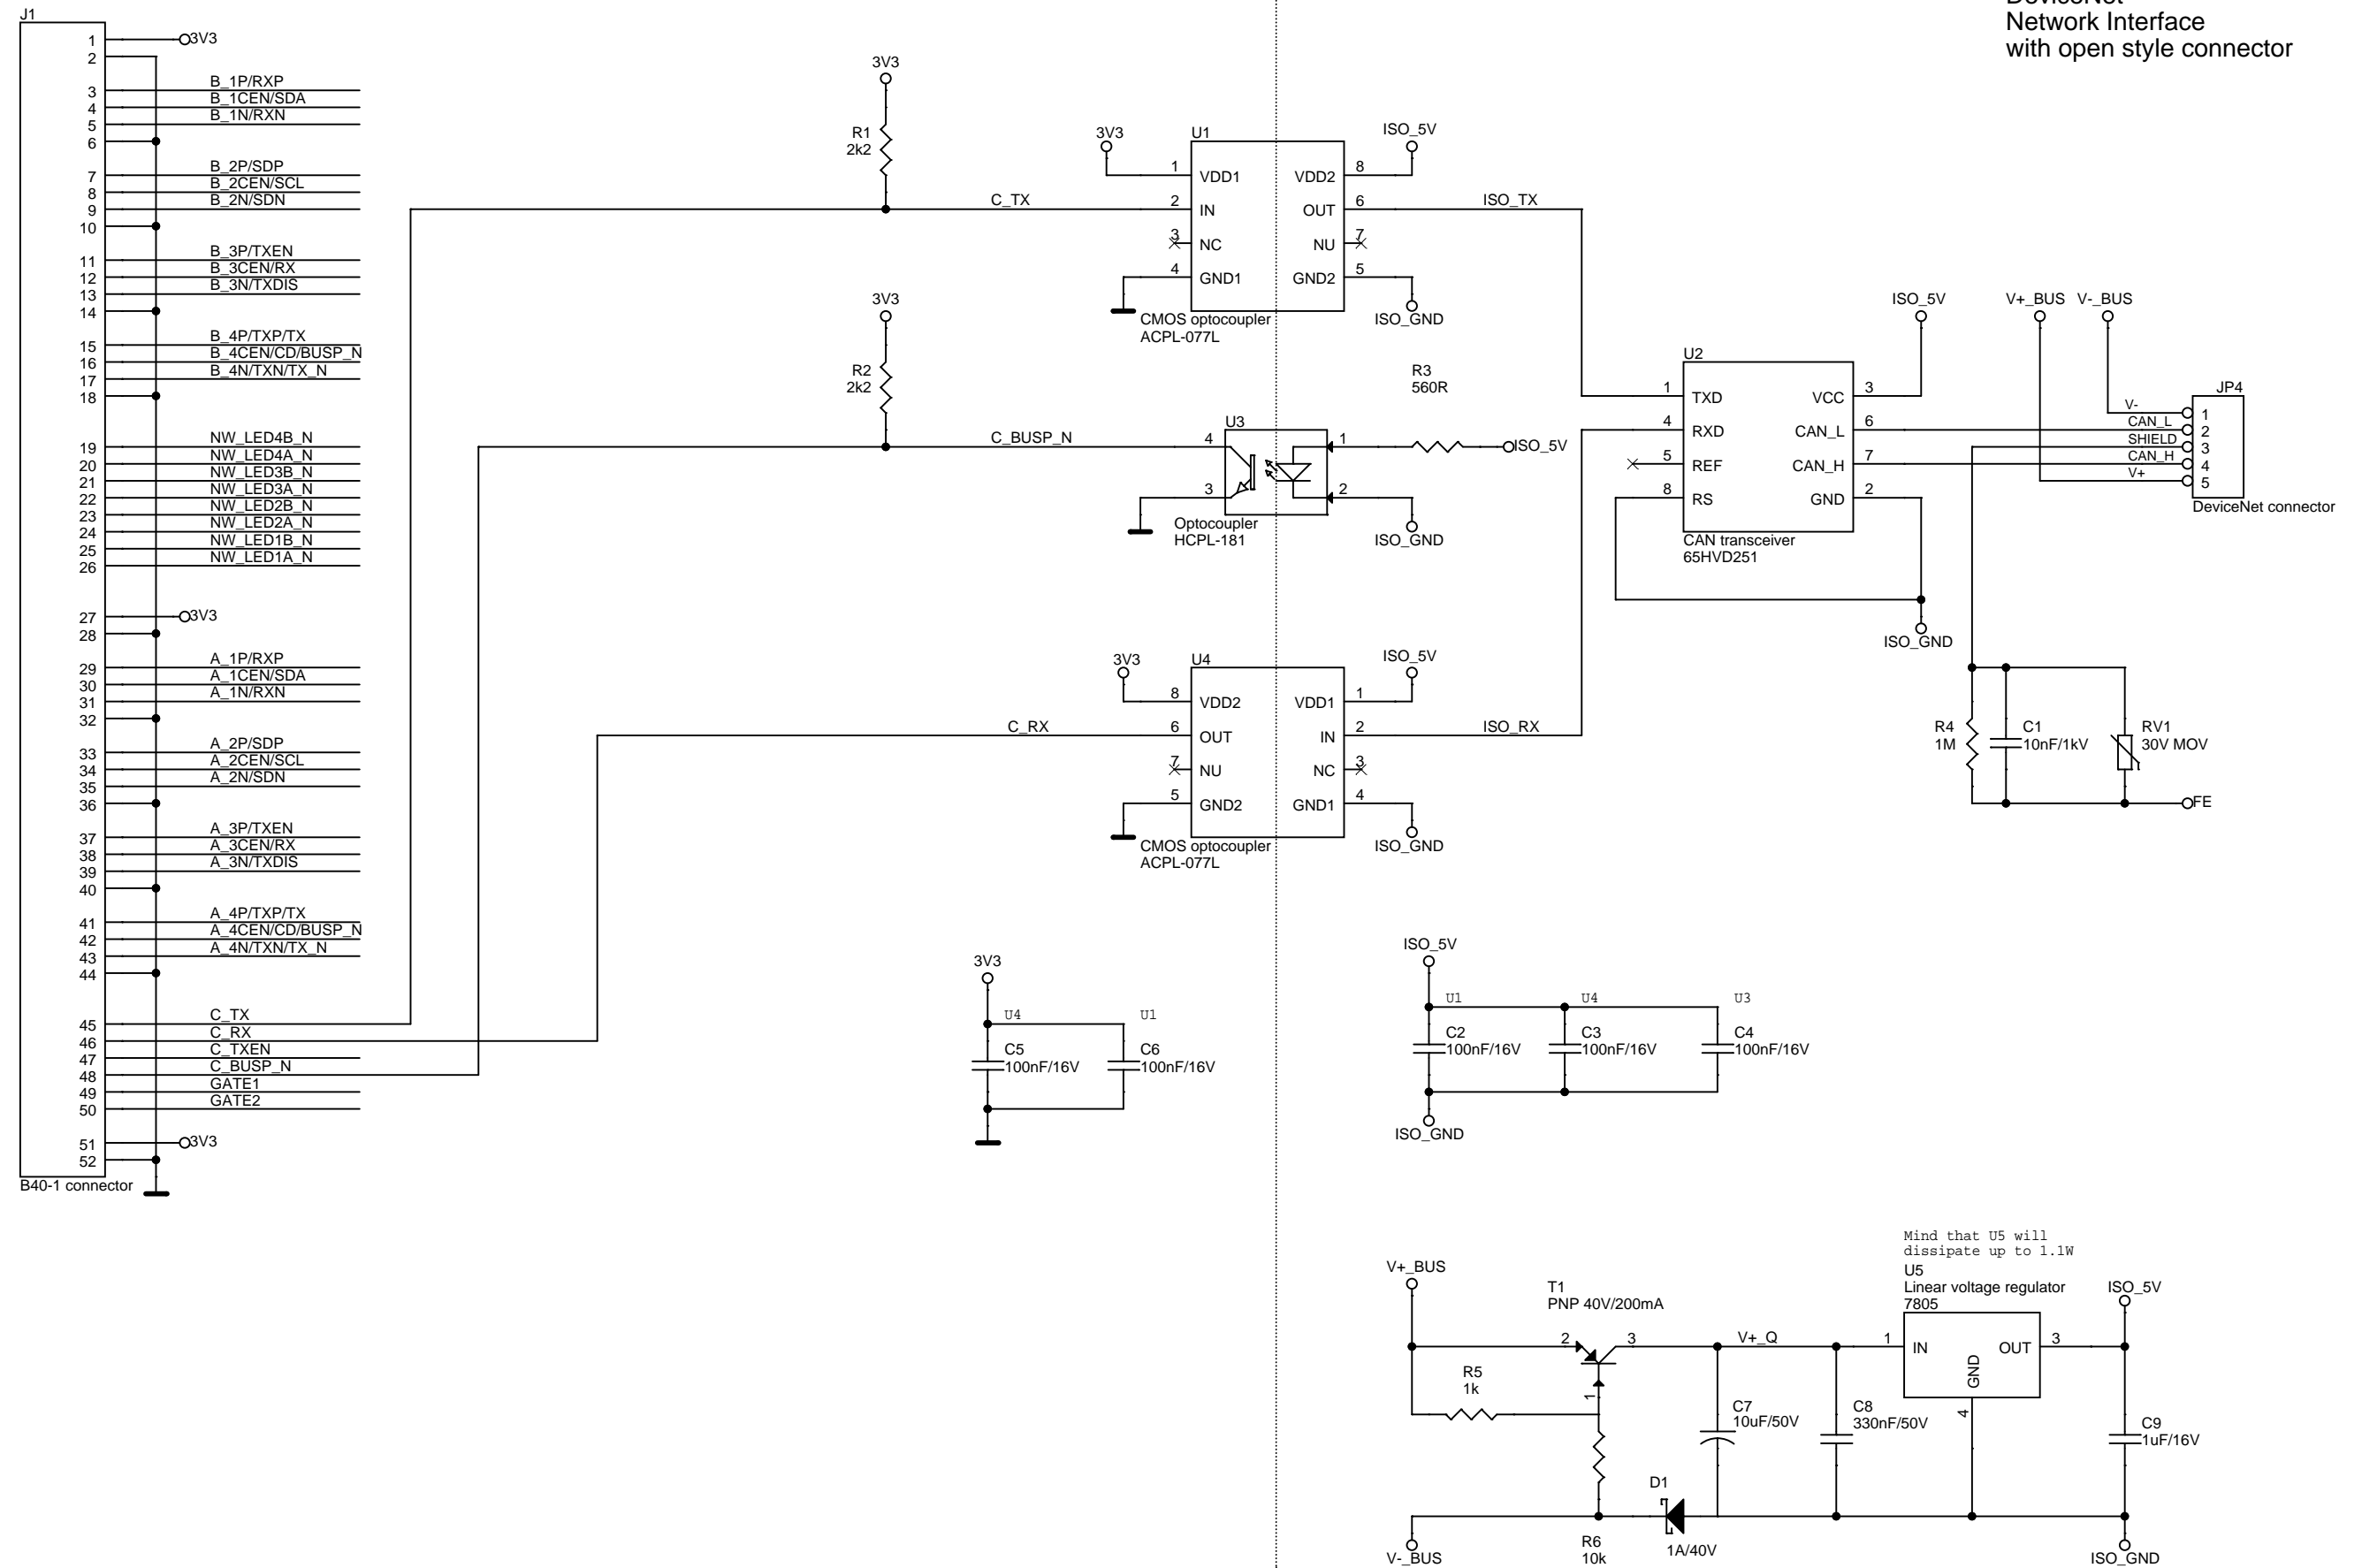 DeviceNet
Network Interface
with open style connector
J1
1
3V3
2
B_1P/RXP
3
B_1CEN/SDA
4
B_1N/RXN
5
6
B_2P/SDP
7
B_2CEN/SCL
8
B_2N/SDN
9
10
B_3P/TXEN
11
B_3CEN/RX
12
B_3N/TXDIS
13
14
B_4P/TXP/TX
15
B_4CEN/CD/BUSP_N
16
B_4N/TXN/TX_N
17
18
NW_LED4B_N
19
NW_LED4A_N
20
NW_LED3B_N
21
NW_LED3A_N
22
NW_LED2B_N
23
NW_LED2A_N
24
NW_LED1B_N
25
NW_LED1A_N
26
27
3V3
28
A_1P/RXP
29
A_1CEN/SDA
30
A_1N/RXN
31
32
A_2P/SDP
33
A_2CEN/SCL
34
A_2N/SDN
35
36
A_3P/TXEN
37
A_3CEN/RX
38
A_3N/TXDIS
39
40
A_4P/TXP/TX
41
A_4CEN/CD/BUSP_N
42
A_4N/TXN/TX_N
43
44
C_TX
45
C_RX
46
C_TXEN
47
C_BUSP_N
48
GATE1
49
GATE2
50
51
3V3
52
B40-1 connector
3V3
R1
2k2
C_TX
3V3
R2
2k2
C_BUSP_N
C_RX
3V3
U1
ISO_5V
1 VDD1 VDD2 8
2 IN OUT 6
3 NC NU 7
4 GND1 GND2 5
CMOS optocoupler
ACPL-077L
ISO_GND
ISO_TX
R3
560R
U3
4 1
ISO_5V
3 2
Optocoupler
HCPL-181
ISO_GND
3V3
U4
ISO_5V
8 VDD2 VDD1 1
6 OUT IN 2
7 NU NC 3
5 GND2 GND1 4
CMOS optocoupler
ACPL-077L
ISO_GND
ISO_RX
U2
ISO_5V
1 TXD VCC 3
4 RXD CAN_L 6
5 REF CAN_H 7
8 RS GND 2
CAN transceiver
65HVD251
ISO_GND
V+_BUS V-_BUS
JP4
V- 1
CAN_L 2
SHIELD 3
CAN_H 4
V+ 5
DeviceNet connector
R4
1M
C1
10nF/1kV
RV1
30V MOV
FE
3V3
U4 U1
C5
100nF/16V
C6
100nF/16V
ISO_5V
U1 U4 U3
C2
100nF/16V
C3
100nF/16V
C4
100nF/16V
ISO_GND
Mind that U5 will
dissipate up to 1.1W
U5
Linear voltage regulator
7805
V+_BUS
T1
PNP 40V/200mA
2 3
1
V+_Q
1 IN OUT 3
GND
4
ISO_5V
R5
1k
C7
10uF/50V
C8
330nF/50V
C9
1uF/16V
D1
1A/40V
R6
10k
V-_BUS
ISO_GND